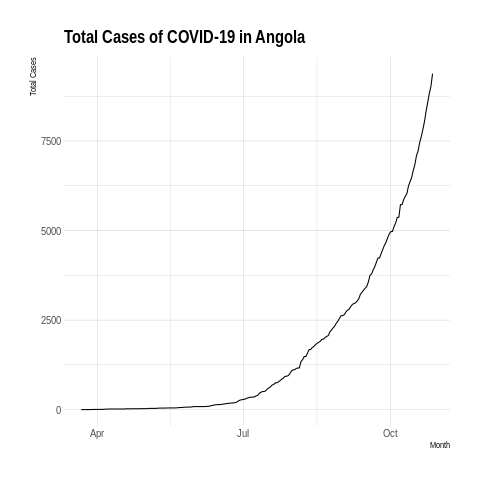 Total Cases of COVID-19 in Angola
Total Cases
7500
5000
2500
0
Apr Jul Oct
Month